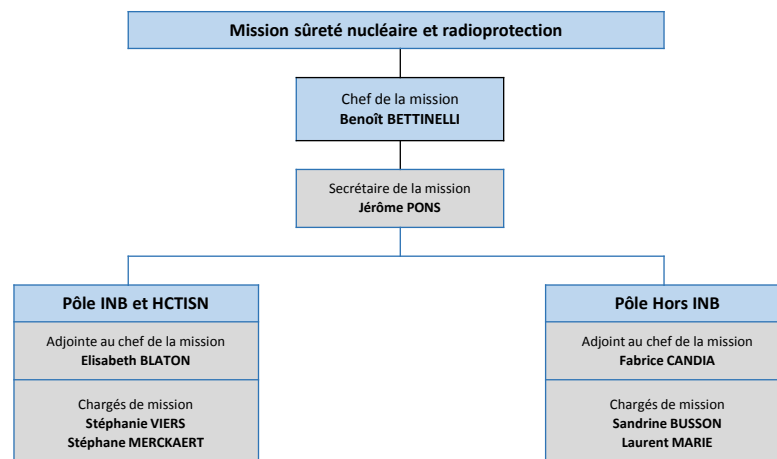 Mission sûreté nucléaire et radioprotection
Chef de la mission
Benoît BETTINELLI
Secrétaire de la mission
Jérôme PONS
Pôle INB et HCTISN
Adjointe au chef de la mission
Elisabeth BLATON
Chargés de mission
Stéphanie VIERS
Stéphane MERCKAERT
Pôle Hors INB
Adjoint au chef de la mission
Fabrice CANDIA
Chargés de mission
Sandrine BUSSON
Laurent MARIE